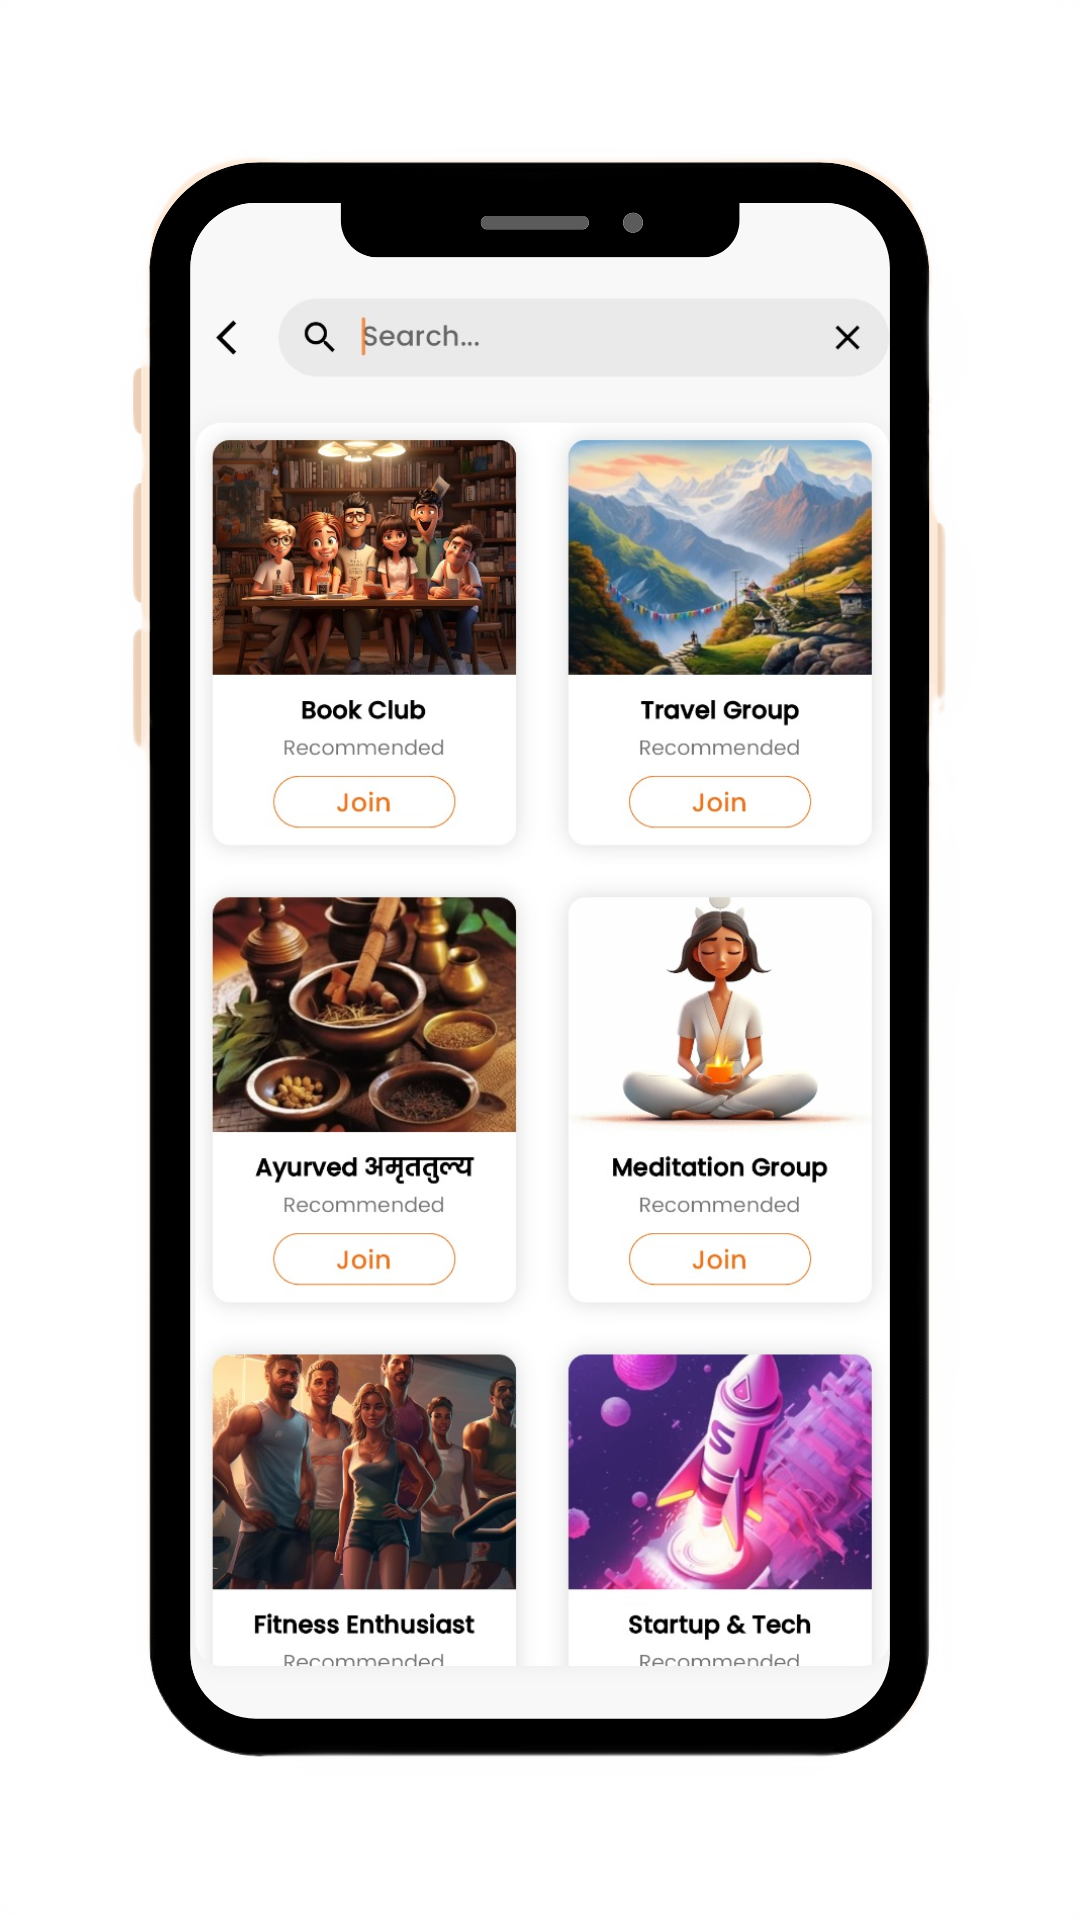 Search...
Book Club
Travel Group
Recommended
Recommended
Join
Join
Ayurved अमृततुल्य
Meditation Group
Recommended
Recommended
Join
Join
Fitness Enthusiast
Startup & Tech
Recommended
Recommended
S